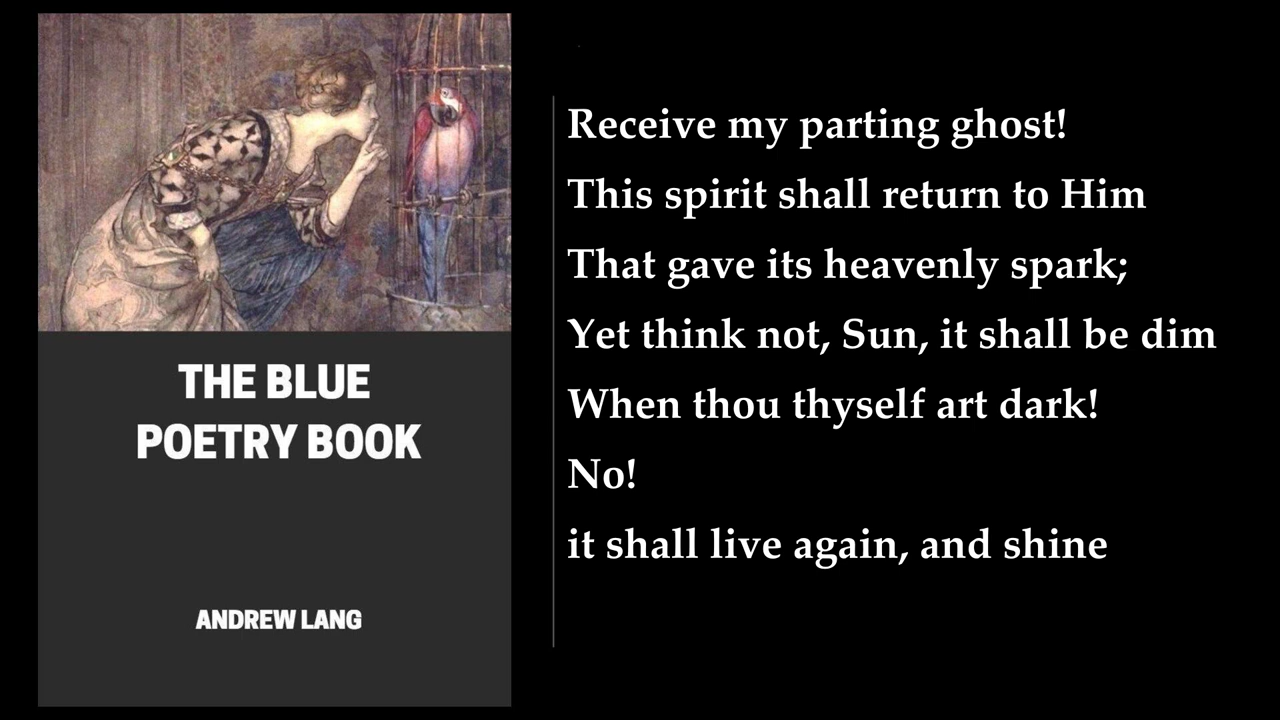 THE BLUE
POETRY BOOK
ANDREW LANG
Receive my parting ghost!
This spirit shall return to Him
That gave its heavenly spark;
Yet think not, Sun, it shall be dim
When thou thyself art dark!
No!
it shall live again, and shine